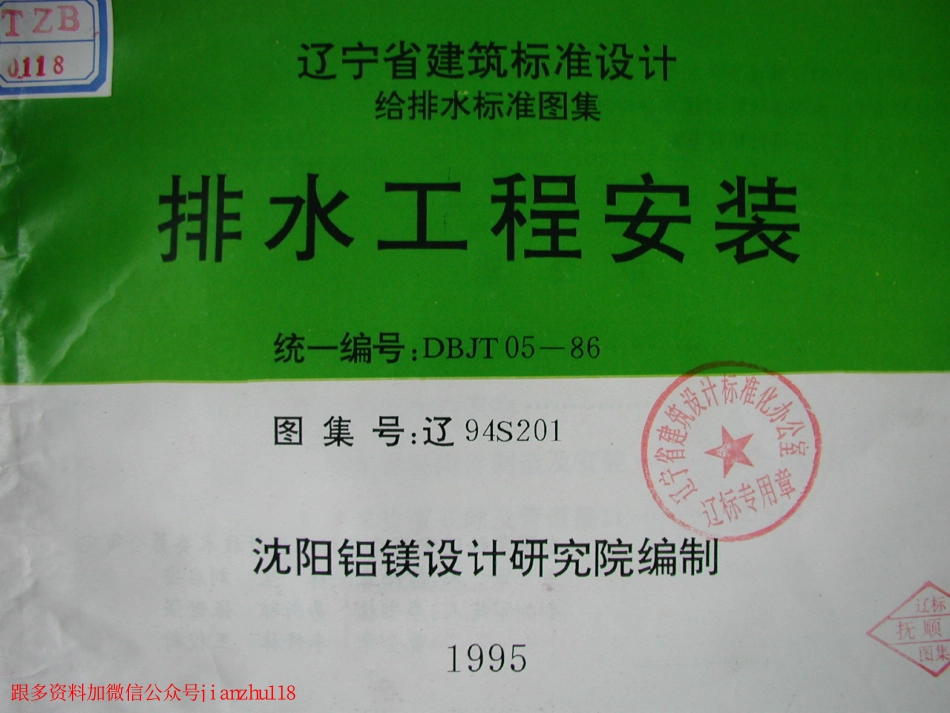 TZB
0118
辽宁省建筑标准设计
给排水标准图集
排水工程安装
统一编号:DBJT 05-86
图集号:辽 94S201
辽宁省建筑设计标准化办公室
辽标专用章
沈阳铝镁设计研究院编制
辽标
抚顺
图集
1995
跟多资料加微信公众号jianzhu118